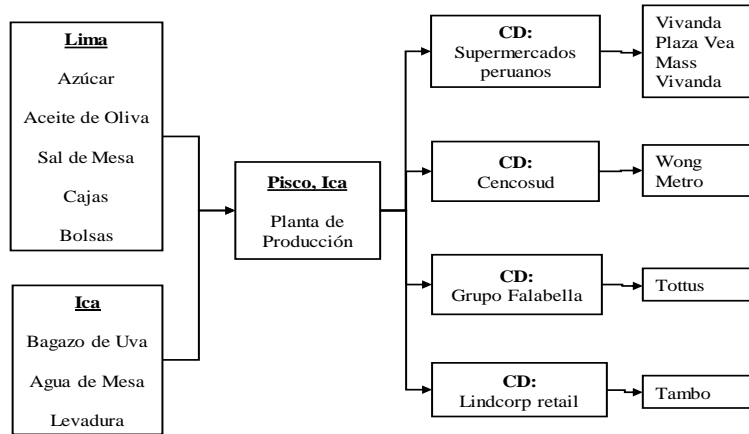 Lima
Azúcar
Aceite de Oliva
Sal de Mesa
Cajas
Bolsas
Ica
Bagazo de Uva
Agua de Mesa
Levadura
Pisco, Ica
Planta de
Producción
CD:
Supermercados
peruanos
Vivanda
Plaza Vea
Mass
Vivanda
CD:
Cencosud
Wong
Metro
CD:
Grupo Falabella
Tottus
CD:
Lindcorp retail
Tambo